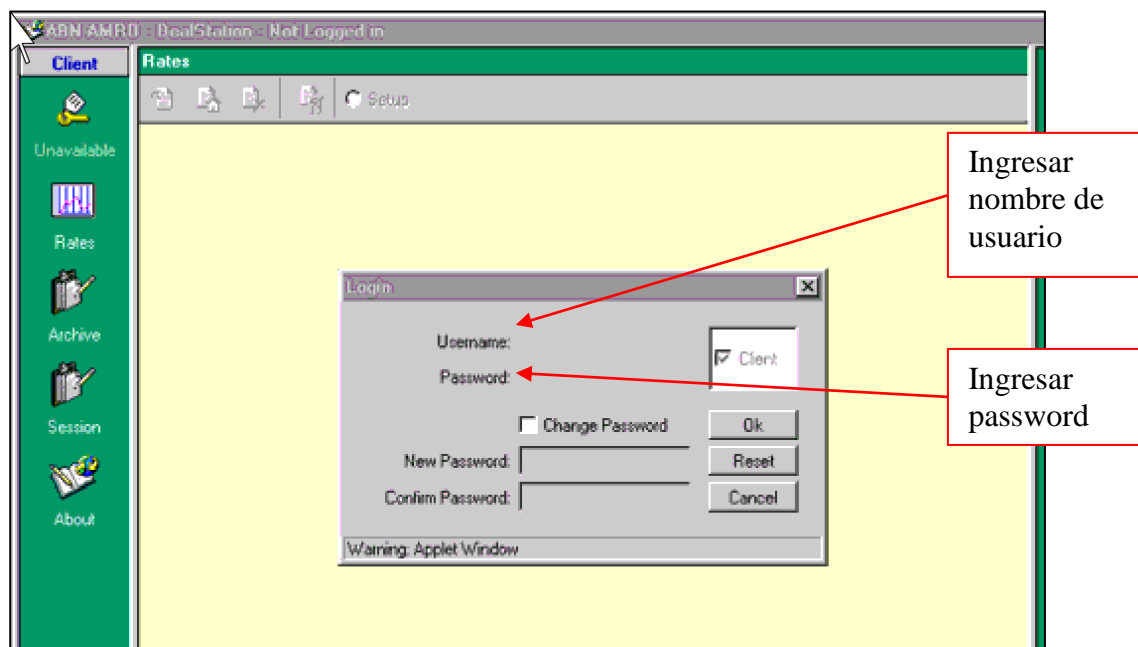 ABN AMRO : DealStation : Not Logged in
Client
Rates
Setup
Unavailable
Rates
Archive
Session
About
Login
Username:
Password:
Client
Change Password
Ok
New Password:
Reset
Confirm Password:
Cancel
Warning: Applet Window
Ingresar
nombre de
usuario
Ingresar
password